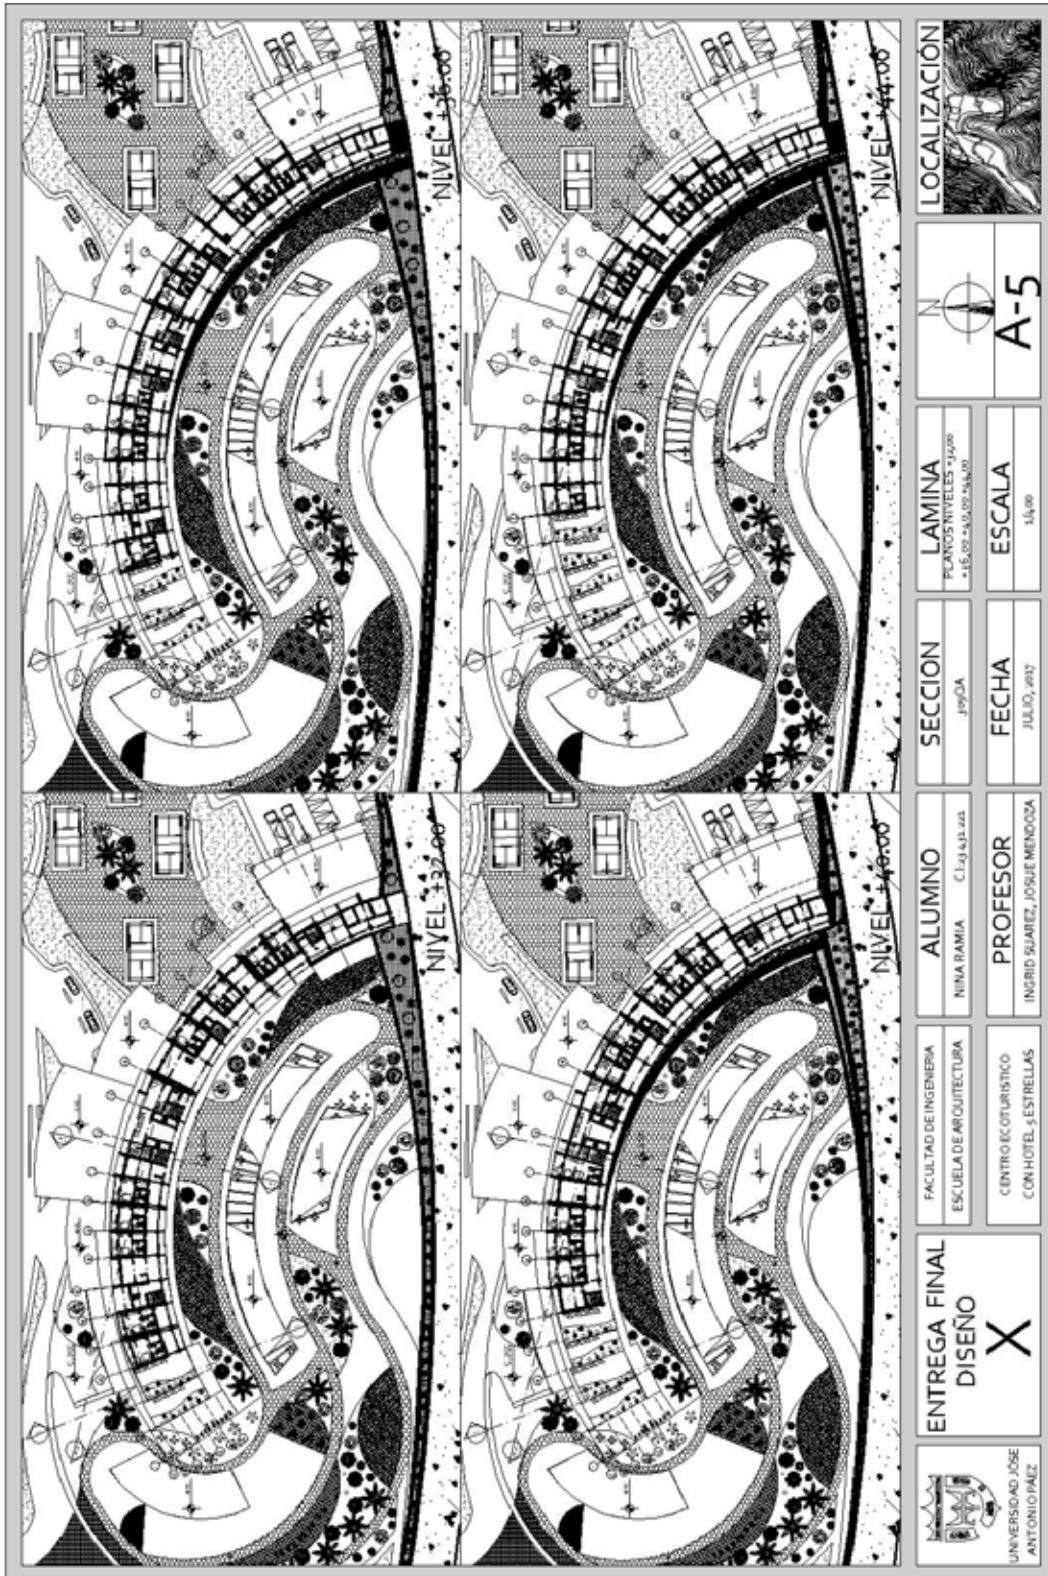 NIVEL +36.00
NIVEL +44.00
NIVEL +32.00
NIVEL +40.00
UNIVERSIDAD JÓSE
ANTONIO PÁEZ
ENTREGA FINAL
DISEÑO
X
FACULTAD DE INGENIERIA
ESCUELA DE ARQUITECTURA
CENTRO ECOTURISTICO
CON HOTEL 5 ESTRELLAS
ALUMNO
NINA RAMIA
PROFESOR
INGRID SUAREZ, JOSUE MENDOZA
SECCION
FECHA
JULIO, 2017
LAMINA
PLANOS NIVELES
ESCALA
N
A-5
LOCALIZACIÓN